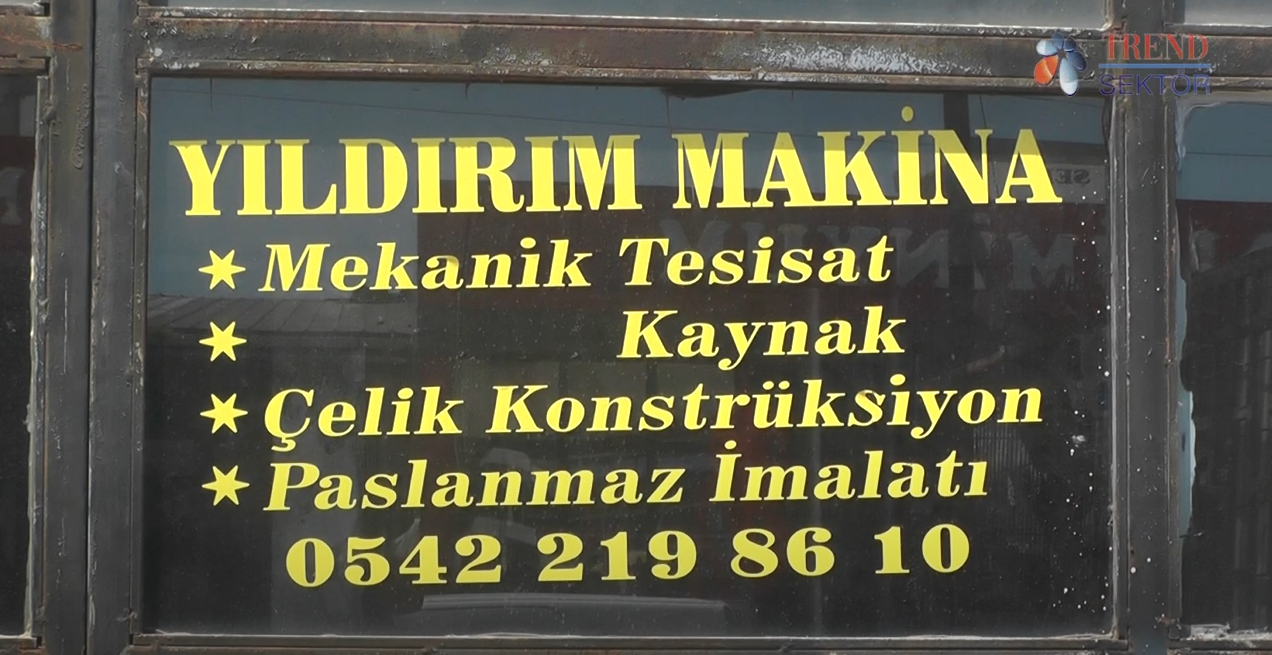 TREND
SEKTÖR
YILDIRIM MAKİNA
* Mekanik Tesisat
* Kaynak
* Çelik Konstrüksiyon
* Paslanmaz İmalatı
0542 219 86 10